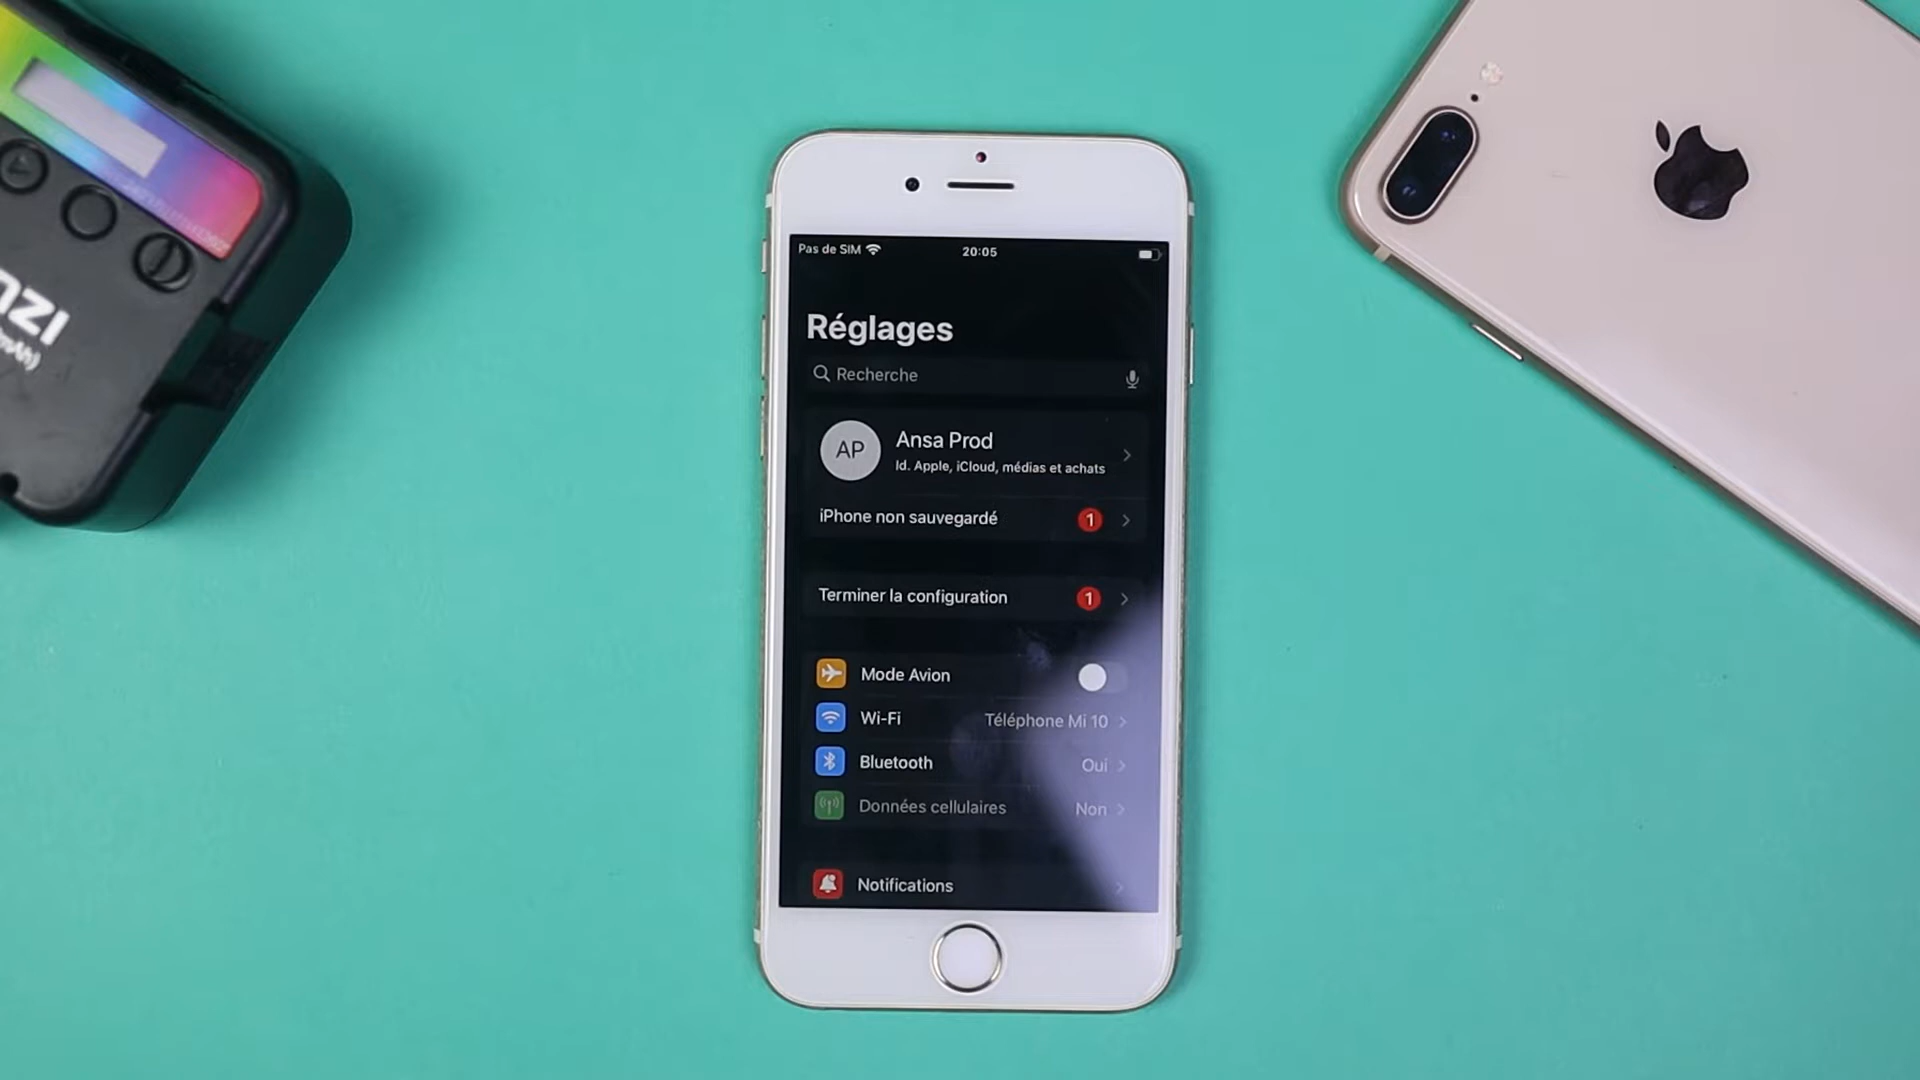 Pas de SIM
20:05
Réglages
Recherche
AP
Ansa Prod
Id. Apple, iCloud, médias et achats
iPhone non sauvegardé
1
Terminer la configuration
1
Mode Avion
Wi-Fi
Téléphone Mi 10
Bluetooth
Oui
Données cellulaires
Non
Notifications